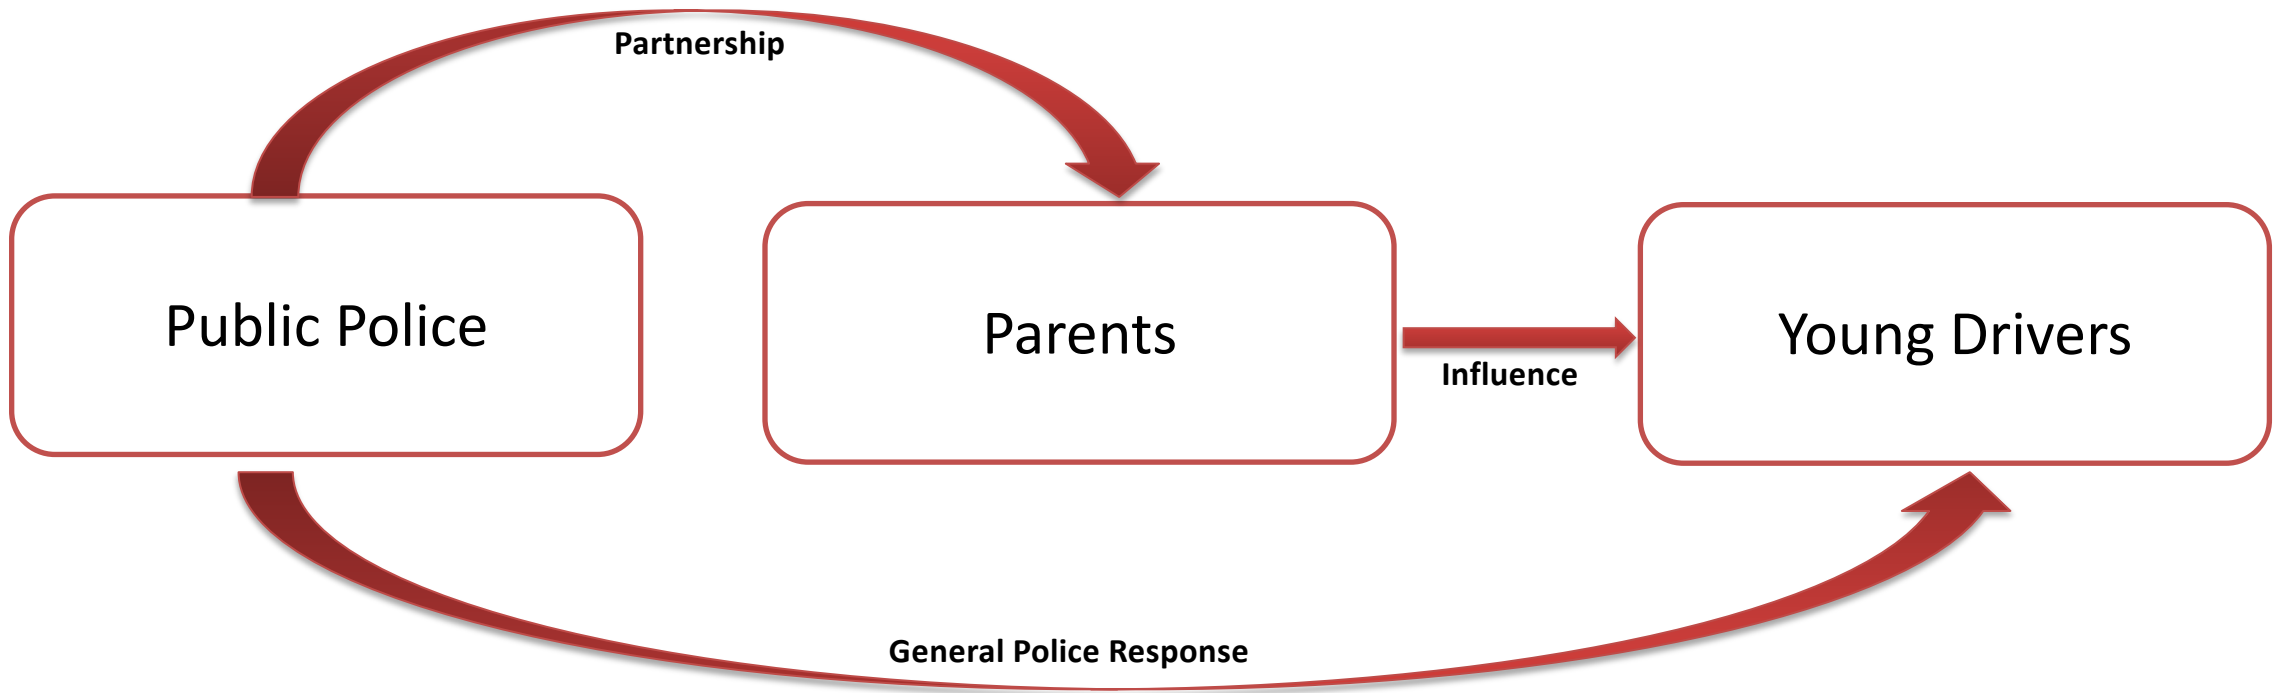 Partnership
Public Police
Parents
Influence
Young Drivers
General Police Response